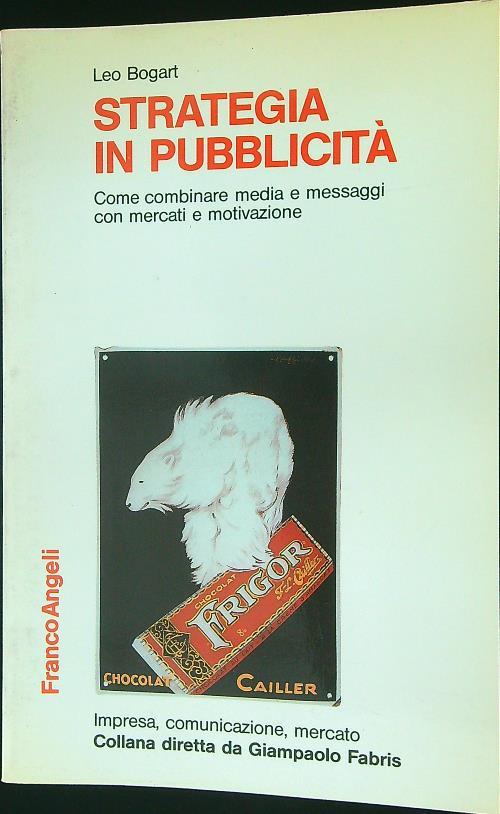 Leo Bogart
STRATEGIA
IN PUBBLICITÀ
Come combinare media e messaggi
con mercati e motivazione
CHOCOLAT
FRIGOR
F.L. Cailler
CHOCOLAT CAILLER
FrancoAngeli
Impresa, comunicazione, mercato
Collana diretta da Giampaolo Fabris